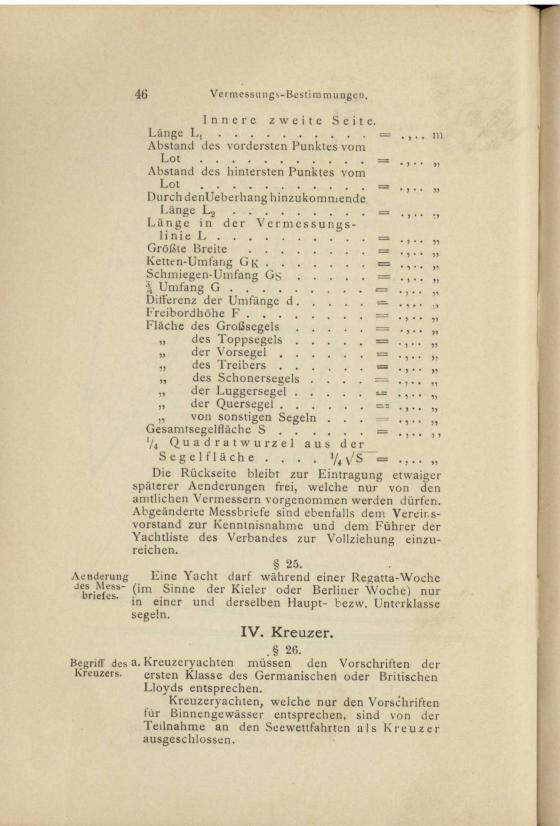 46 Vermessungs-Bestimmungen.
Innere zweite Seite.
Länge L₁ . . . . . . . . . . = .,.. m
Abstand des vordersten Punktes vom
Lot . . . . . . . . . . . = .,.. „
Abstand des hintersten Punktes vom
Lot . . . . . . . . . . . = .,.. „
Durch den Ueberhang hinzukommende
Länge L₂ . . . . . . . . = .,.. „
Länge in der Vermessungs-
linie L . . . . . . . . . = .,.. „
Größte Breite . . . . . . . = .,.. „
Ketten-Umfang GK . . . . . . = .,.. „
Schmiegen-Umfang GS . . . . . = .,.. „
¾ Umfang G . . . . . . . . = .,.. „
Differenz der Umfänge d . . . . . = .,.. „
Freibordhöhe F . . . . . . . . = .,.. „
Fläche des Großsegels . . . . . = .,.. „
„ des Toppsegels . . . . . = .,.. „
„ der Vorsegel . . . . . . = .,.. „
„ des Treibers . . . . . . = .,.. „
„ des Schonersegels . . . . = .,.. „
„ der Luggersegel . . . . . = .,.. „
„ der Quersegel . . . . . . = .,.. „
„ von sonstigen Segeln . . . = .,.. „
Gesamtsegelfläche S . . . . . . = .,.. „
¼ Quadratwurzel aus der
Segelfläche . . . . ¼ √S = .,.. „
Die Rückseite bleibt zur Eintragung etwaiger
späterer Aenderungen frei, welche nur von den
amtlichen Vermessern vorgenommen werden dürfen.
Abgeänderte Messbriefe sind ebenfalls dem Vereins-
vorstand zur Kenntnisnahme und dem Führer der
Yachtliste des Verbandes zur Vollziehung einzu-
reichen.
§ 25.
Aenderung des Mess-briefes. Eine Yacht darf während einer Regatta-Woche
(im Sinne der Kieler oder Berliner Woche) nur
in einer und derselben Haupt- bezw. Unterklasse
segeln.
IV. Kreuzer.
§ 26.
Begriff des Kreuzers. a. Kreuzeryachten müssen den Vorschriften der
ersten Klasse des Germanischen oder Britischen
Lloyds entsprechen.
Kreuzeryachten, welche nur den Vorschriften
für Binnengewässer entsprechen, sind von der
Teilnahme an den Seewettfahrten als Kreuzer
ausgeschlossen.